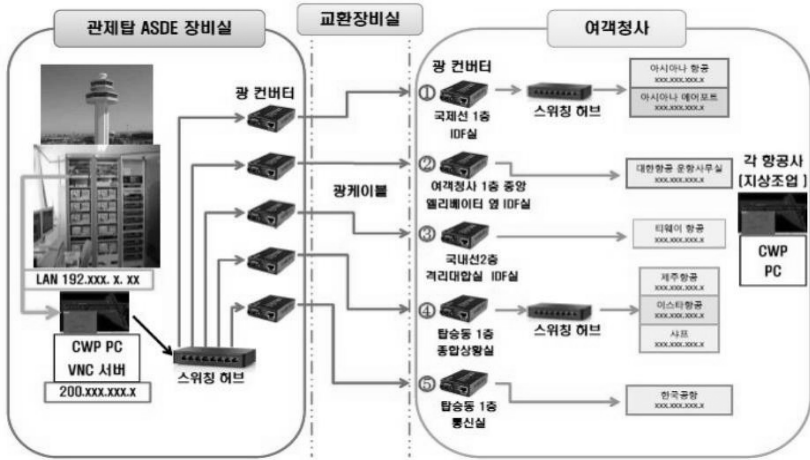 관제탑 ASDE 장비실
교환장비실
여객청사
광 컨버터
LAN 192.xxx. x. xx
CWP PC
VNC 서버
200.xxx.xxx.x
스위칭 허브
광케이블
광 컨버터
①
국제선 1층
IDF실
스위칭 허브
아시아나 항공
xxx.xxx.xxx.x
아시아나 에어포트
xxx.xxx.xxx.x
②
여객청사 1층 중앙
엘리베이터 옆 IDF실
대한항공 운항사무실
xxx.xxx.xxx.x
③
국내선2층
격리대합실 IDF실
티웨이 항공
xxx.xxx.xxx.x
④
탑승동 1층
종합상황실
스위칭 허브
제주항공
xxx.xxx.xxx.x
이스타항공
xxx.xxx.xxx.x
샤프
xxx.xxx.xxx.x
⑤
탑승동 1층
통신실
한국공항
xxx.xxx.xxx.x
각 항공사
(지상조업)
CWP
PC